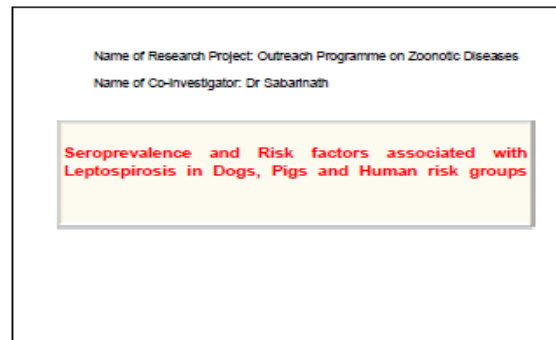 Name of Research Project: Outreach Programme on Zoonotic Diseases
Name of Co-Investigator: Dr Sabarinath
Seroprevalence and Risk factors associated with
Leptospirosis in Dogs, Pigs and Human risk groups